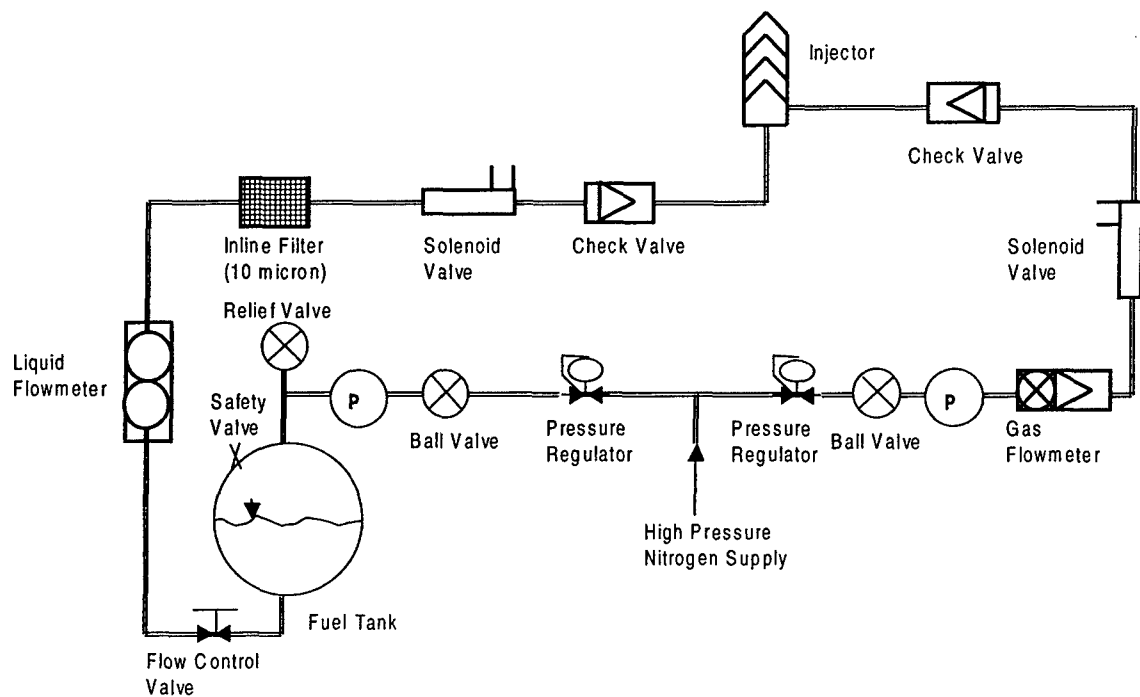 Injector
Check Valve
Inline Filter
(10 micron)
Solenoid
Valve
Check Valve
Solenoid
Valve
Relief Valve
Liquid
Flowmeter
Safety
Valve
P
Ball Valve
Pressure
Regulator
Pressure
Regulator
Ball Valve
P
Gas
Flowmeter
High Pressure
Nitrogen Supply
Fuel Tank
Flow Control
Valve